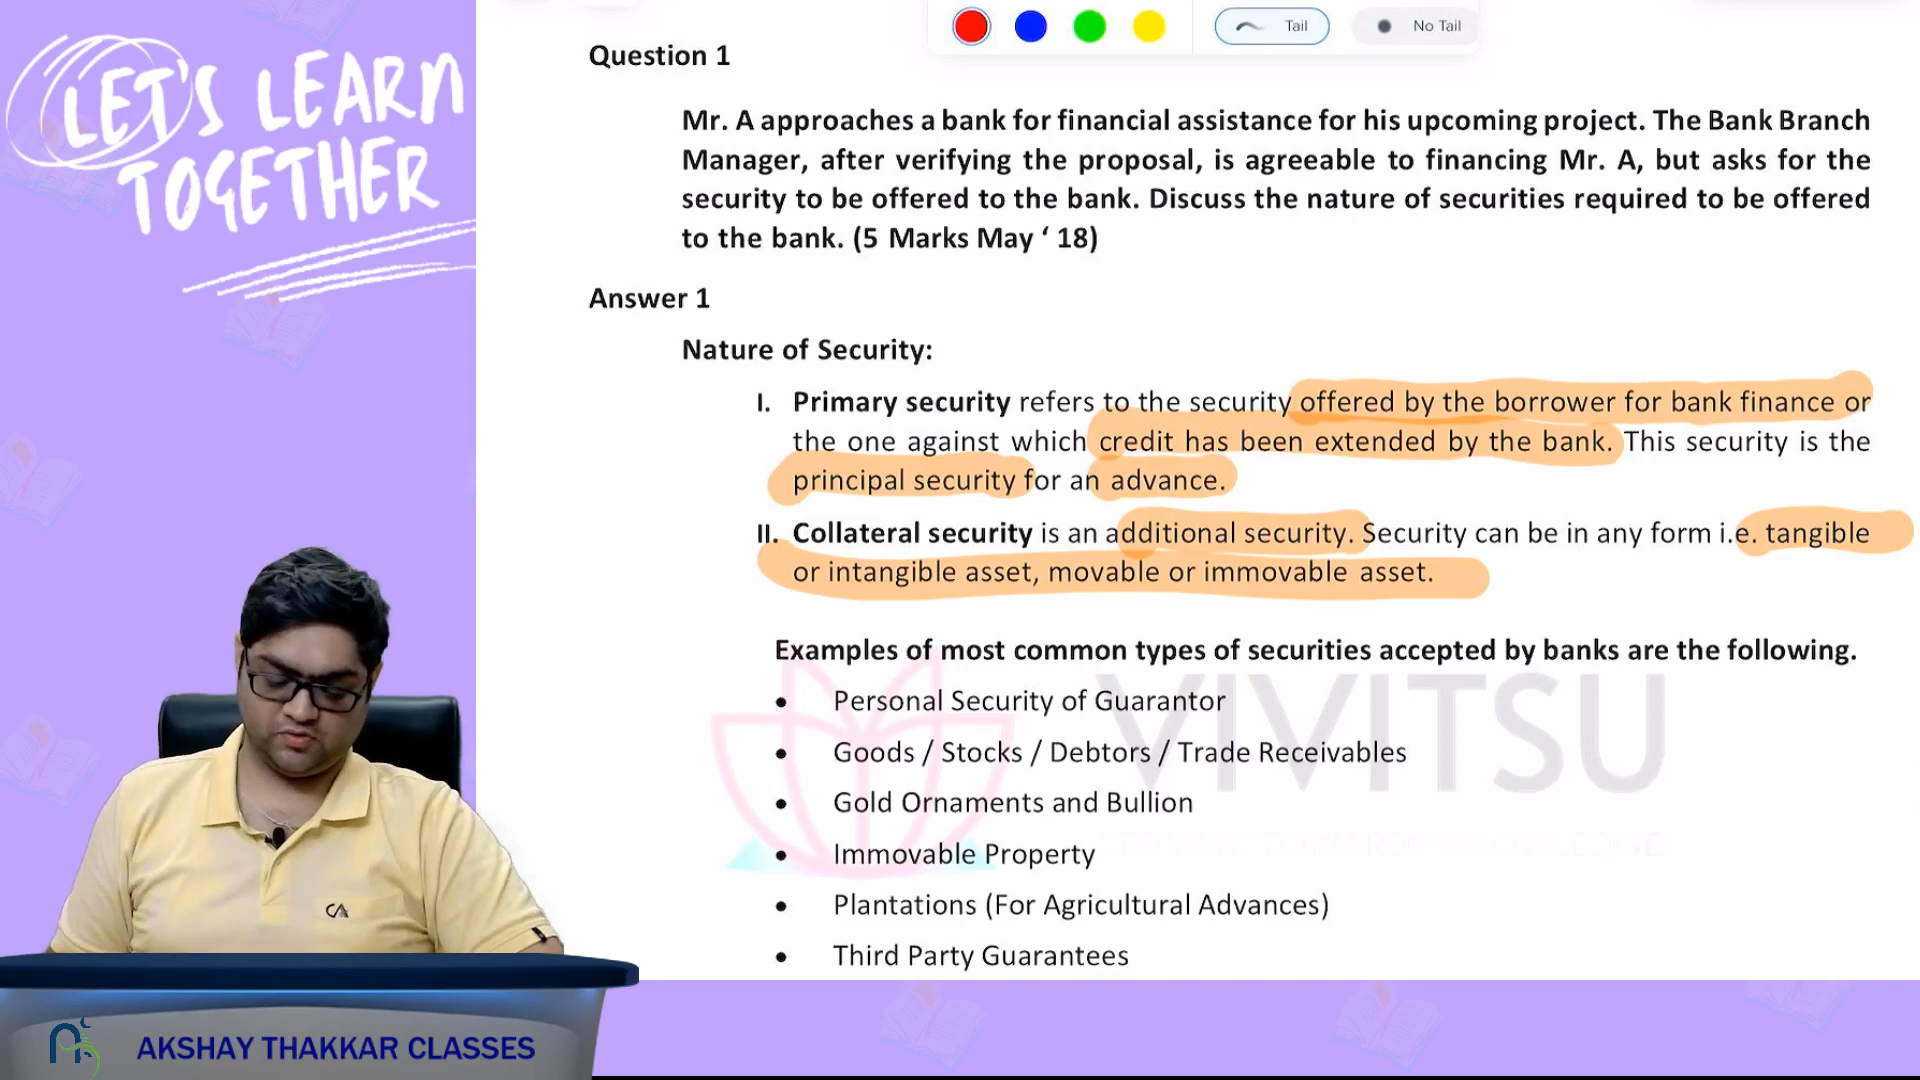 LET'S LEARN
TOGETHER
Tail
No Tail
Question 1
Mr. A approaches a bank for financial assistance for his upcoming project. The Bank Branch
Manager, after verifying the proposal, is agreeable to financing Mr. A, but asks for the
security to be offered to the bank. Discuss the nature of securities required to be offered
to the bank. (5 Marks May ‘ 18)
Answer 1
Nature of Security:
I. Primary security refers to the security offered by the borrower for bank finance or
the one against which credit has been extended by the bank. This security is the
principal security for an advance.
II. Collateral security is an additional security. Security can be in any form i.e. tangible
or intangible asset, movable or immovable asset.
Examples of most common types of securities accepted by banks are the following.
• Personal Security of Guarantor
• Goods / Stocks / Debtors / Trade Receivables
• Gold Ornaments and Bullion
• Immovable Property
• Plantations (For Agricultural Advances)
• Third Party Guarantees
VIVITSU
CA
AKSHAY THAKKAR CLASSES